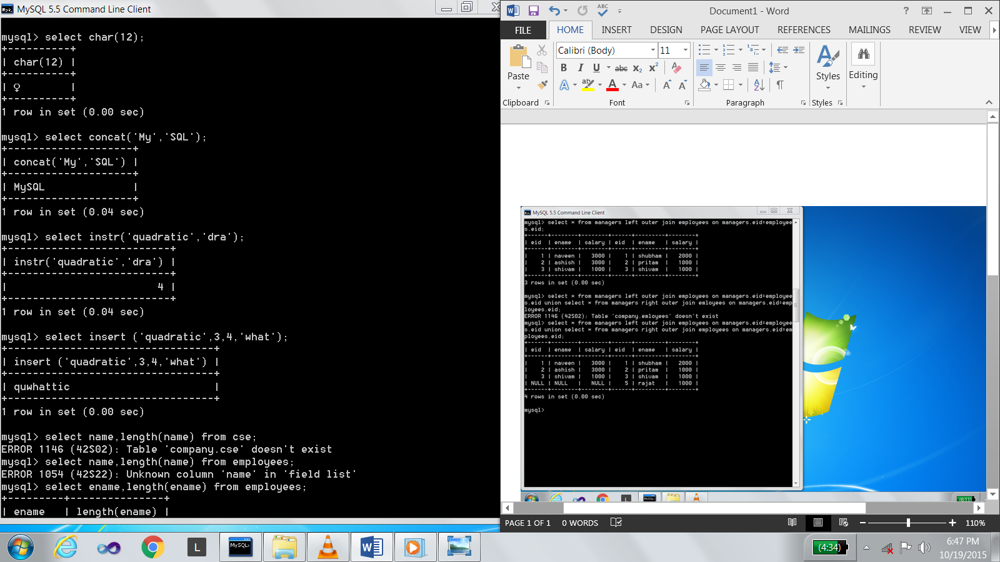 MySQL 5.5 Command Line Client
mysql> select char(12);
+----------+
| char(12) |
+----------+
| ♀        |
+----------+
1 row in set (0.00 sec)
mysql> select concat('My','SQL');
+--------------------+
| concat('My','SQL') |
+--------------------+
| MySQL              |
+--------------------+
1 row in set (0.04 sec)
mysql> select instr('quadratic','dra');
+--------------------------+
| instr('quadratic','dra') |
+--------------------------+
|                        4 |
+--------------------------+
1 row in set (0.04 sec)
mysql> select insert ('quadratic',3,4,'what');
+---------------------------------+
| insert ('quadratic',3,4,'what') |
+---------------------------------+
| quwhattic                       |
+---------------------------------+
1 row in set (0.00 sec)
mysql> select name,length(name) from cse;
ERROR 1146 (42S02): Table 'company.cse' doesn't exist
mysql> select name,length(name) from employees;
ERROR 1054 (42S22): Unknown column 'name' in 'field list'
mysql> select ename,length(ename) from employees;
+---------+---------------+
| ename   | length(ename) |
Document1 - Word
FILE HOME INSERT DESIGN PAGE LAYOUT REFERENCES MAILINGS REVIEW VIEW
Calibri (Body) 11
Paste
Styles
Editing
Clipboard Font Paragraph Styles
MySQL 5.5 Command Line Client
mysql> select * from managers left outer join employees on managers.eid=employee
s.eid;
+------+--------+--------+-----+---------+--------+
| eid  | ename  | salary | eid | ename   | salary |
+------+--------+--------+-----+---------+--------+
|    1 | naveen |   3000 |   1 | shubham |   2000 |
|    2 | ashish |   3000 |   2 | pritam  |   1000 |
|    3 | shivam |   1000 |   3 | shivam  |   1000 |
+------+--------+--------+-----+---------+--------+
3 rows in set (0.00 sec)
mysql> select * from managers left outer join employees on managers.eid=employee
s.eid union select * from managers right outer join emloyees on managers.eid=emp
loyees.eid;
ERROR 1146 (42S02): Table 'company.emloyees' doesn't exist
mysql> select * from managers left outer join employees on managers.eid=employee
s.eid union select * from managers right outer join employees on managers.eid=em
ployees.eid;
+------+--------+--------+-----+---------+--------+
| eid  | ename  | salary | eid | ename   | salary |
+------+--------+--------+-----+---------+--------+
|    1 | naveen |   3000 |   1 | shubham |   2000 |
|    2 | ashish |   3000 |   2 | pritam  |   1000 |
|    3 | shivam |   1000 |   3 | shivam  |   1000 |
| NULL | NULL   |   NULL |   5 | rajat   |   1000 |
+------+--------+--------+-----+---------+--------+
4 rows in set (0.00 sec)
mysql>
PAGE 1 OF 1 0 WORDS 110%
L MySQL> (4:34) 6:47 PM
10/19/2015